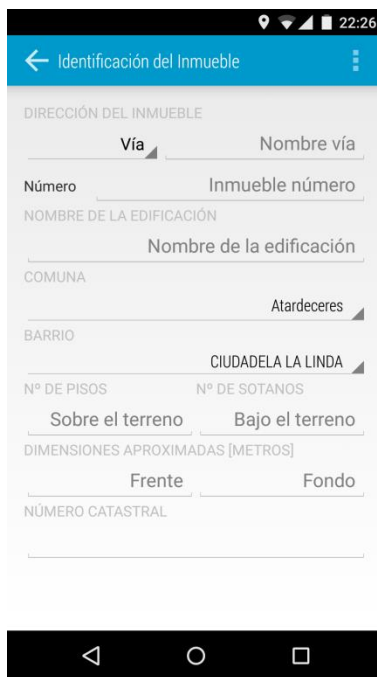 22:26
Identificación del Inmueble
DIRECCIÓN DEL INMUEBLE
Vía Nombre vía
Número Inmueble número
NOMBRE DE LA EDIFICACIÓN
Nombre de la edificación
COMUNA
Atardeceres
BARRIO
CIUDADELA LA LINDA
Nº DE PISOS Nº DE SOTANOS
Sobre el terreno Bajo el terreno
DIMENSIONES APROXIMADAS [METROS]
Frente Fondo
NÚMERO CATASTRAL